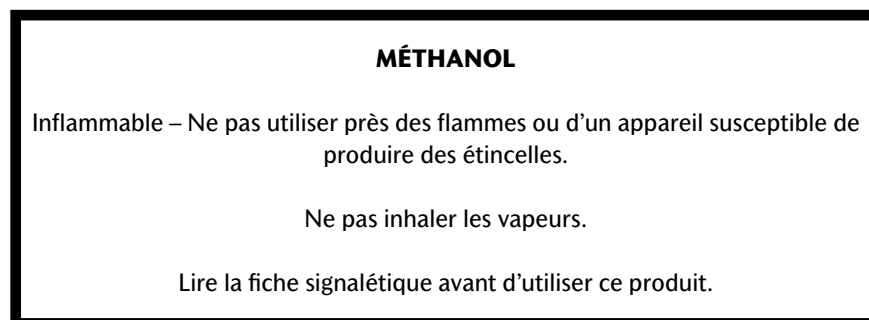 MÉTHANOL
Inflammable – Ne pas utiliser près des flammes ou d’un appareil susceptible de
produire des étincelles.
Ne pas inhaler les vapeurs.
Lire la fiche signalétique avant d’utiliser ce produit.